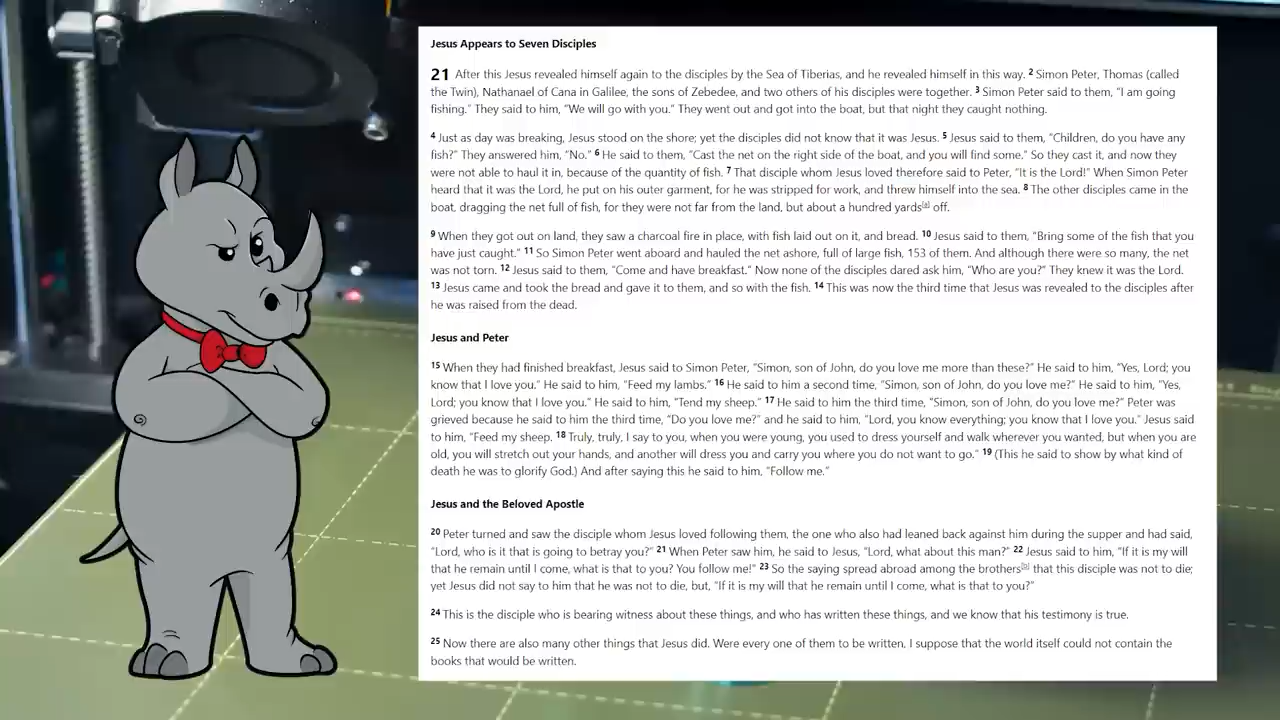 Jesus Appears to Seven Disciples
21 After this Jesus revealed himself again to the disciples by the Sea of Tiberias, and he revealed himself in this way. 2 Simon Peter, Thomas (called
the Twin), Nathanael of Cana in Galilee, the sons of Zebedee, and two others of his disciples were together. 3 Simon Peter said to them, “I am going
fishing.” They said to him, “We will go with you.” They went out and got into the boat, but that night they caught nothing.
4 Just as day was breaking, Jesus stood on the shore; yet the disciples did not know that it was Jesus. 5 Jesus said to them, “Children, do you have any
fish?” They answered him, “No.” 6 He said to them, “Cast the net on the right side of the boat, and you will find some.” So they cast it, and now they
were not able to haul it in, because of the quantity of fish. 7 That disciple whom Jesus loved therefore said to Peter, “It is the Lord!” When Simon Peter
heard that it was the Lord, he put on his outer garment, for he was stripped for work, and threw himself into the sea. 8 The other disciples came in the
boat, dragging the net full of fish, for they were not far from the land, but about a hundred yards[a] off.
9 When they got out on land, they saw a charcoal fire in place, with fish laid out on it, and bread. 10 Jesus said to them, “Bring some of the fish that you
have just caught.” 11 So Simon Peter went aboard and hauled the net ashore, full of large fish, 153 of them. And although there were so many, the net
was not torn. 12 Jesus said to them, “Come and have breakfast.” Now none of the disciples dared ask him, “Who are you?” They knew it was the Lord.
13 Jesus came and took the bread and gave it to them, and so with the fish. 14 This was now the third time that Jesus was revealed to the disciples after
he was raised from the dead.
Jesus and Peter
15 When they had finished breakfast, Jesus said to Simon Peter, “Simon, son of John, do you love me more than these?” He said to him, “Yes, Lord; you
know that I love you.” He said to him, “Feed my lambs.” 16 He said to him a second time, “Simon, son of John, do you love me?” He said to him, “Yes,
Lord; you know that I love you.” He said to him, “Tend my sheep.” 17 He said to him the third time, “Simon, son of John, do you love me?” Peter was
grieved because he said to him the third time, “Do you love me?” and he said to him, “Lord, you know everything; you know that I love you.” Jesus said
to him, “Feed my sheep. 18 Truly, truly, I say to you, when you were young, you used to dress yourself and walk wherever you wanted, but when you are
old, you will stretch out your hands, and another will dress you and carry you where you do not want to go.” 19 (This he said to show by what kind of
death he was to glorify God.) And after saying this he said to him, “Follow me.”
Jesus and the Beloved Apostle
20 Peter turned and saw the disciple whom Jesus loved following them, the one who also had leaned back against him during the supper and had said,
“Lord, who is it that is going to betray you?” 21 When Peter saw him, he said to Jesus, “Lord, what about this man?” 22 Jesus said to him, “If it is my will
that he remain until I come, what is that to you? You follow me!” 23 So the saying spread abroad among the brothers[b] that this disciple was not to die;
yet Jesus did not say to him that he was not to die, but, “If it is my will that he remain until I come, what is that to you?”
24 This is the disciple who is bearing witness about these things, and who has written these things, and we know that his testimony is true.
25 Now there are also many other things that Jesus did. Were every one of them to be written, I suppose that the world itself could not contain the
books that would be written.